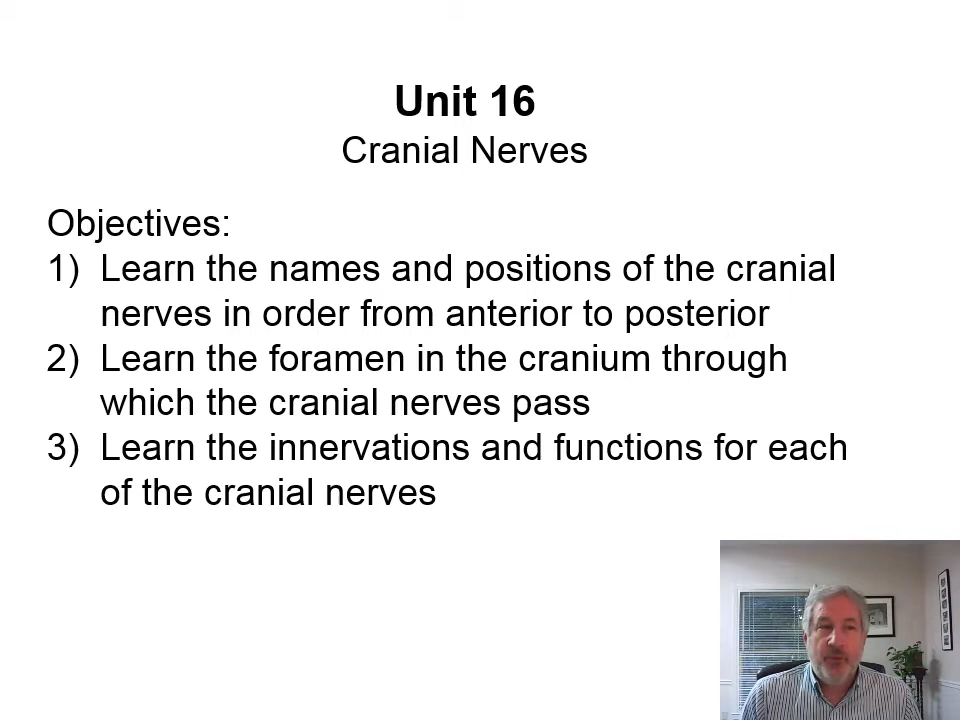 Unit 16
Cranial Nerves
Objectives:
1) Learn the names and positions of the cranial
nerves in order from anterior to posterior
2) Learn the foramen in the cranium through
which the cranial nerves pass
3) Learn the innervations and functions for each
of the cranial nerves